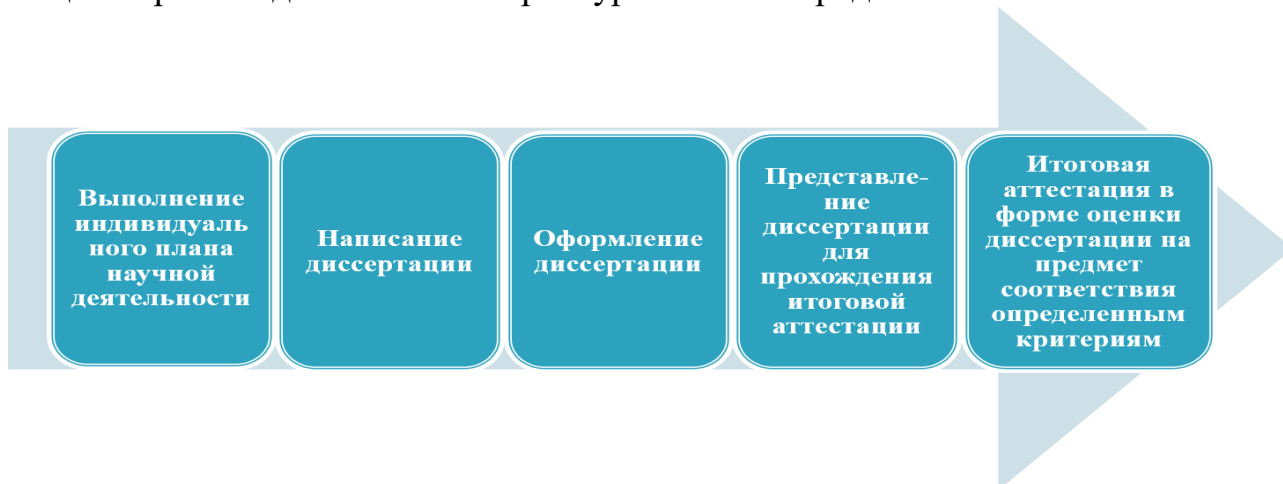 Выполнение
индивидуаль
ного плана
научной
деятельности
Написание
диссертации
Оформление
диссертации
Представле-
ние
диссертации
для
прохождения
итоговой
аттестации
Итоговая
аттестация в
форме оценки
диссертации на
предмет
соответствия
определенным
критериям